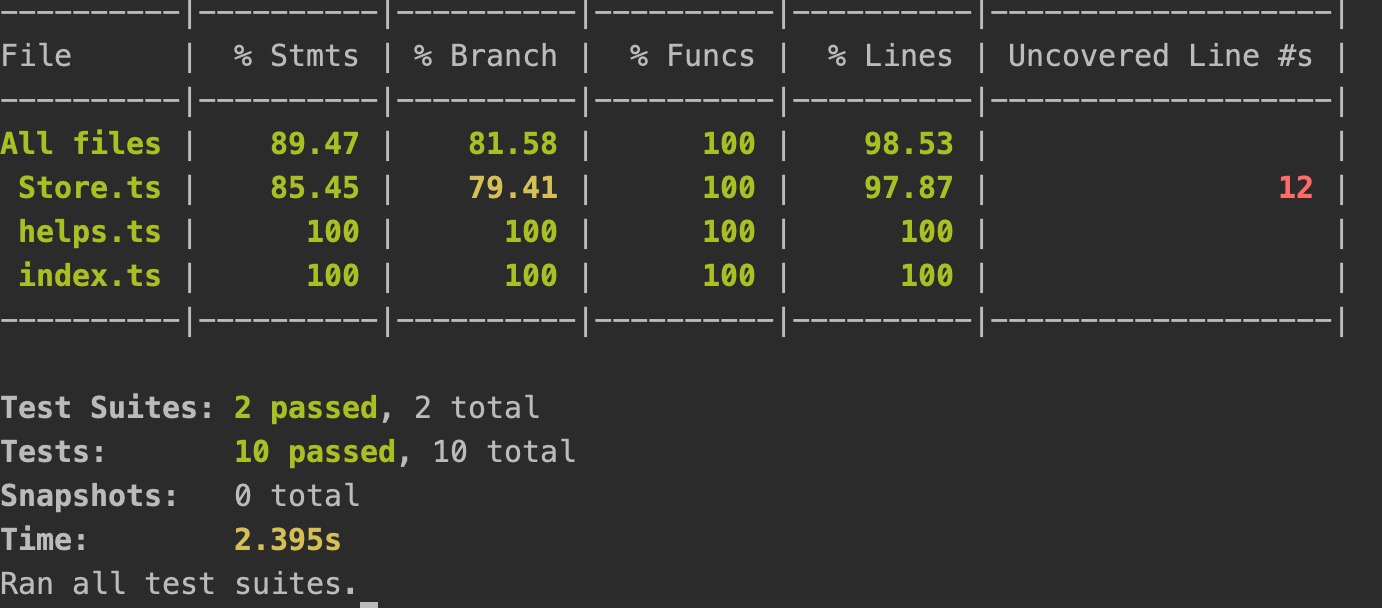 ----------|----------|----------|----------|----------|-------------------|
File      |  % Stmts | % Branch |  % Funcs |  % Lines | Uncovered Line #s |
----------|----------|----------|----------|----------|-------------------|
All files |    89.47 |    81.58 |      100 |    98.53 |                   |
 Store.ts |    85.45 |    79.41 |      100 |    97.87 |                12 |
 helps.ts |      100 |      100 |      100 |      100 |                   |
 index.ts |      100 |      100 |      100 |      100 |                   |
----------|----------|----------|----------|----------|-------------------|
Test Suites: 2 passed, 2 total
Tests:       10 passed, 10 total
Snapshots:   0 total
Time:        2.395s
Ran all test suites.